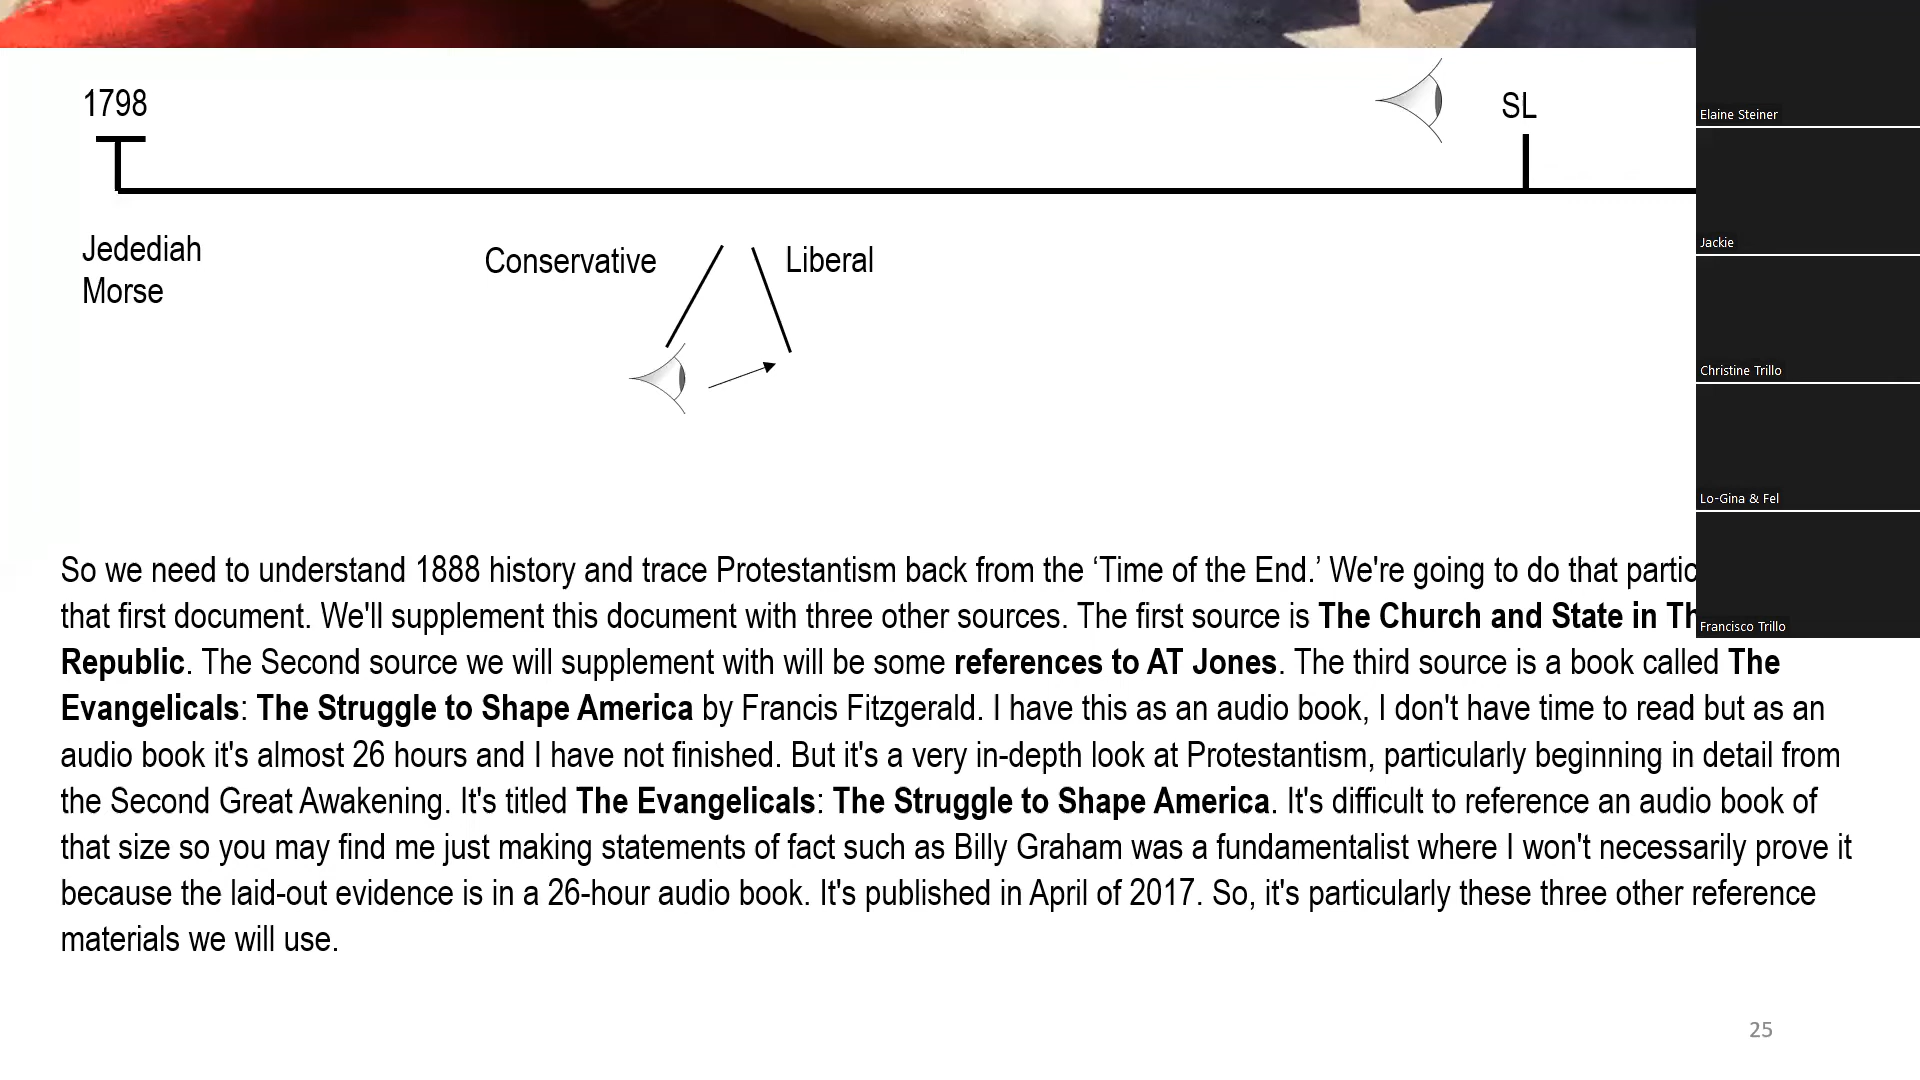 1798
SL
Jedediah
Morse
Conservative
Liberal
So we need to understand 1888 history and trace Protestantism back from the ‘Time of the End.’ We're going to do that
that first document. We'll supplement this document with three other sources. The first source is The Church and State in
Republic. The Second source we will supplement with will be some references to AT Jones. The third source is a book called The
Evangelicals: The Struggle to Shape America by Francis Fitzgerald. I have this as an audio book, I don't have time to read but as an
audio book it's almost 26 hours and I have not finished. But it's a very in-depth look at Protestantism, particularly beginning in detail from
the Second Great Awakening. It's titled The Evangelicals: The Struggle to Shape America. It's difficult to reference an audio book of
that size so you may find me just making statements of fact such as Billy Graham was a fundamentalist where I won't necessarily prove it
because the laid-out evidence is in a 26-hour audio book. It's published in April of 2017. So, it's particularly these three other reference
materials we will use.
25
Elaine Steiner
Jackie
Christine Trillo
Lo-Gina & Fel
Francisco Trillo